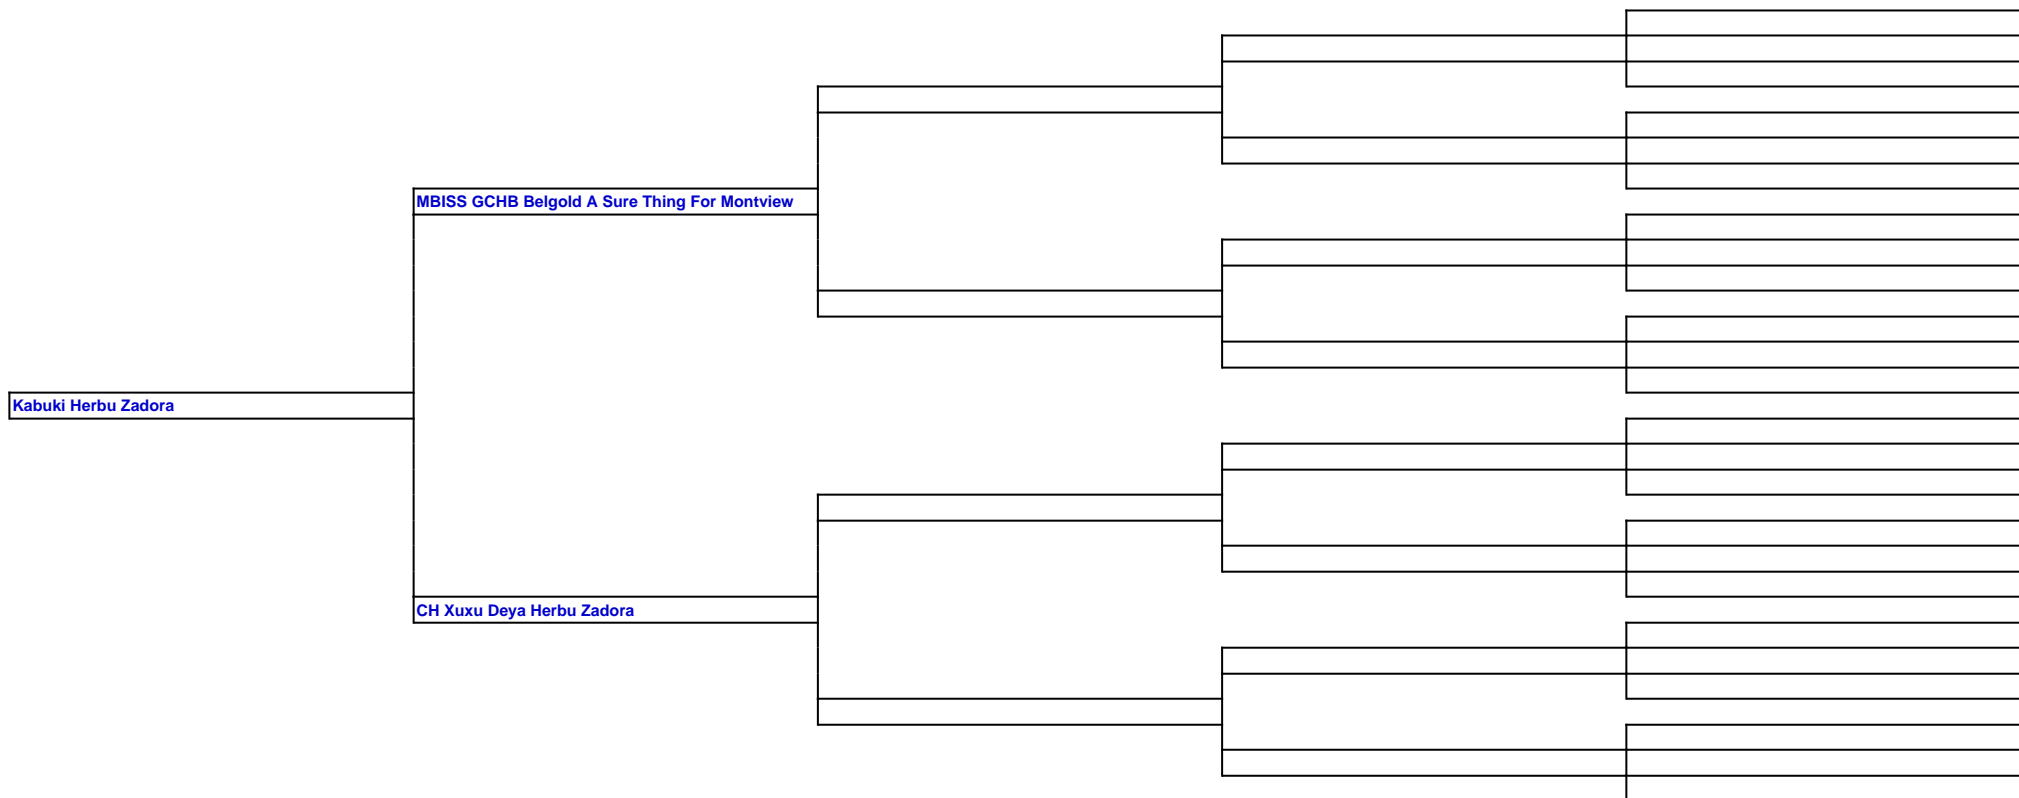 MBISS GCHB Belgold A Sure Thing For Montview
Kabuki Herbu Zadora
CH Xuxu Deya Herbu Zadora